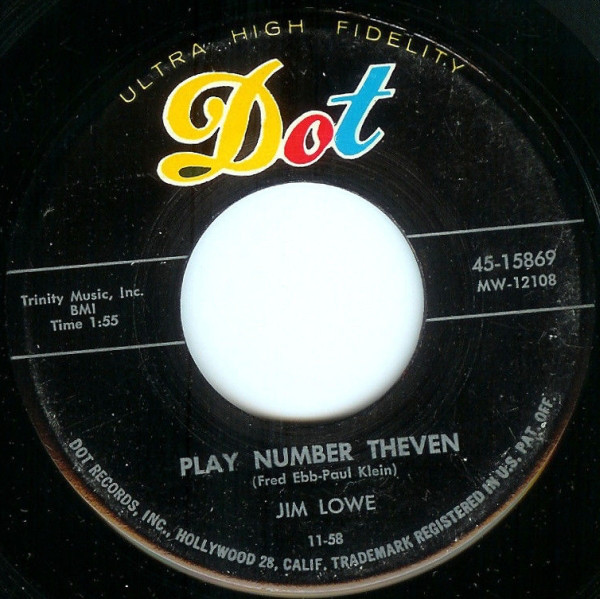 ULTRA HIGH FIDELITY
Dot
Trinity Music, Inc.
BMI
Time 1:55
45-15869
MW-12108
PLAY NUMBER THEVEN
(Fred Ebb-Paul Klein)
JIM LOWE
11-58
DOT RECORDS, INC., HOLLYWOOD 28, CALIF. TRADEMARK REGISTERED IN U.S. PAT. OFF.